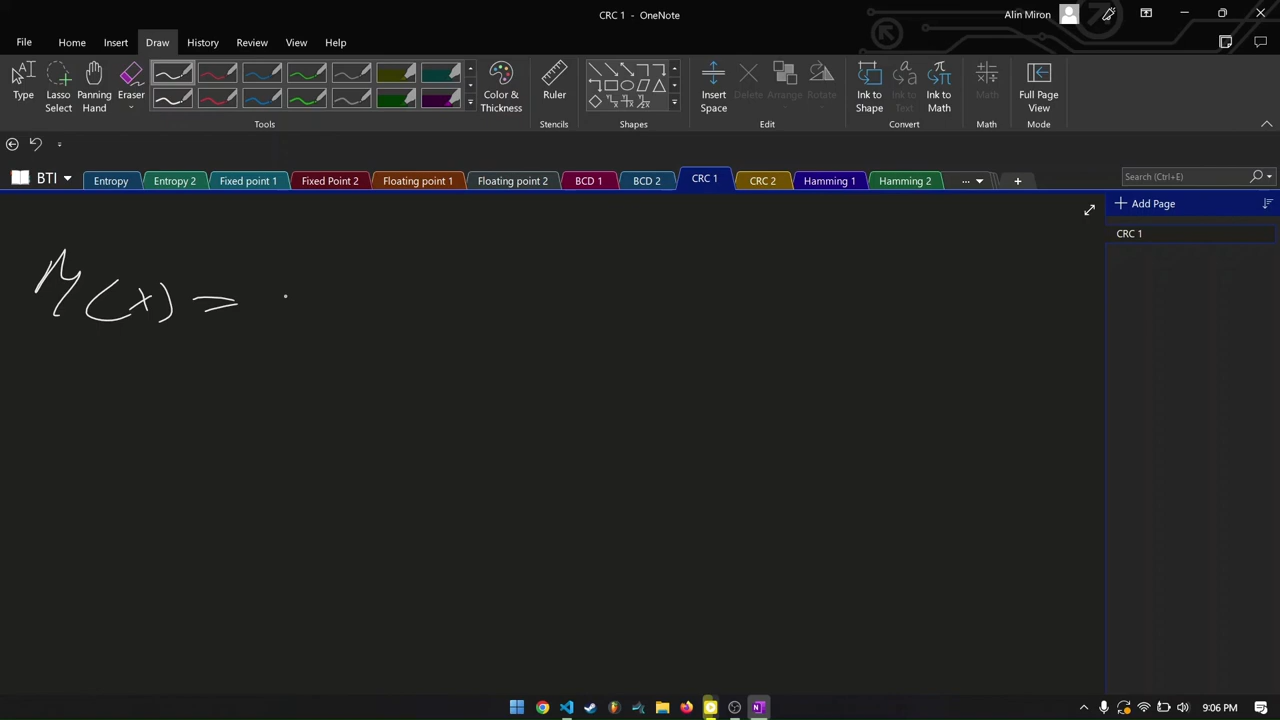 CRC 1 - OneNote
Alin Miron
File Home Insert Draw History Review View Help
Type
Lasso Select
Panning Hand
Eraser
Color & Thickness
Ruler
Insert Space
Delete
Arrange
Rotate
Ink to Shape
Ink to Text
Ink to Math
Math
Full Page View
Tools Stencils Shapes Edit Convert Math Mode
BTI Entropy Entropy 2 Fixed point 1 Fixed Point 2 Floating point 1 Floating point 2 BCD 1 BCD 2 CRC 1 CRC 2 Hamming 1 Hamming 2 ... + Search (Ctrl+E)
+ Add Page
CRC 1
M(x) =
9:06 PM